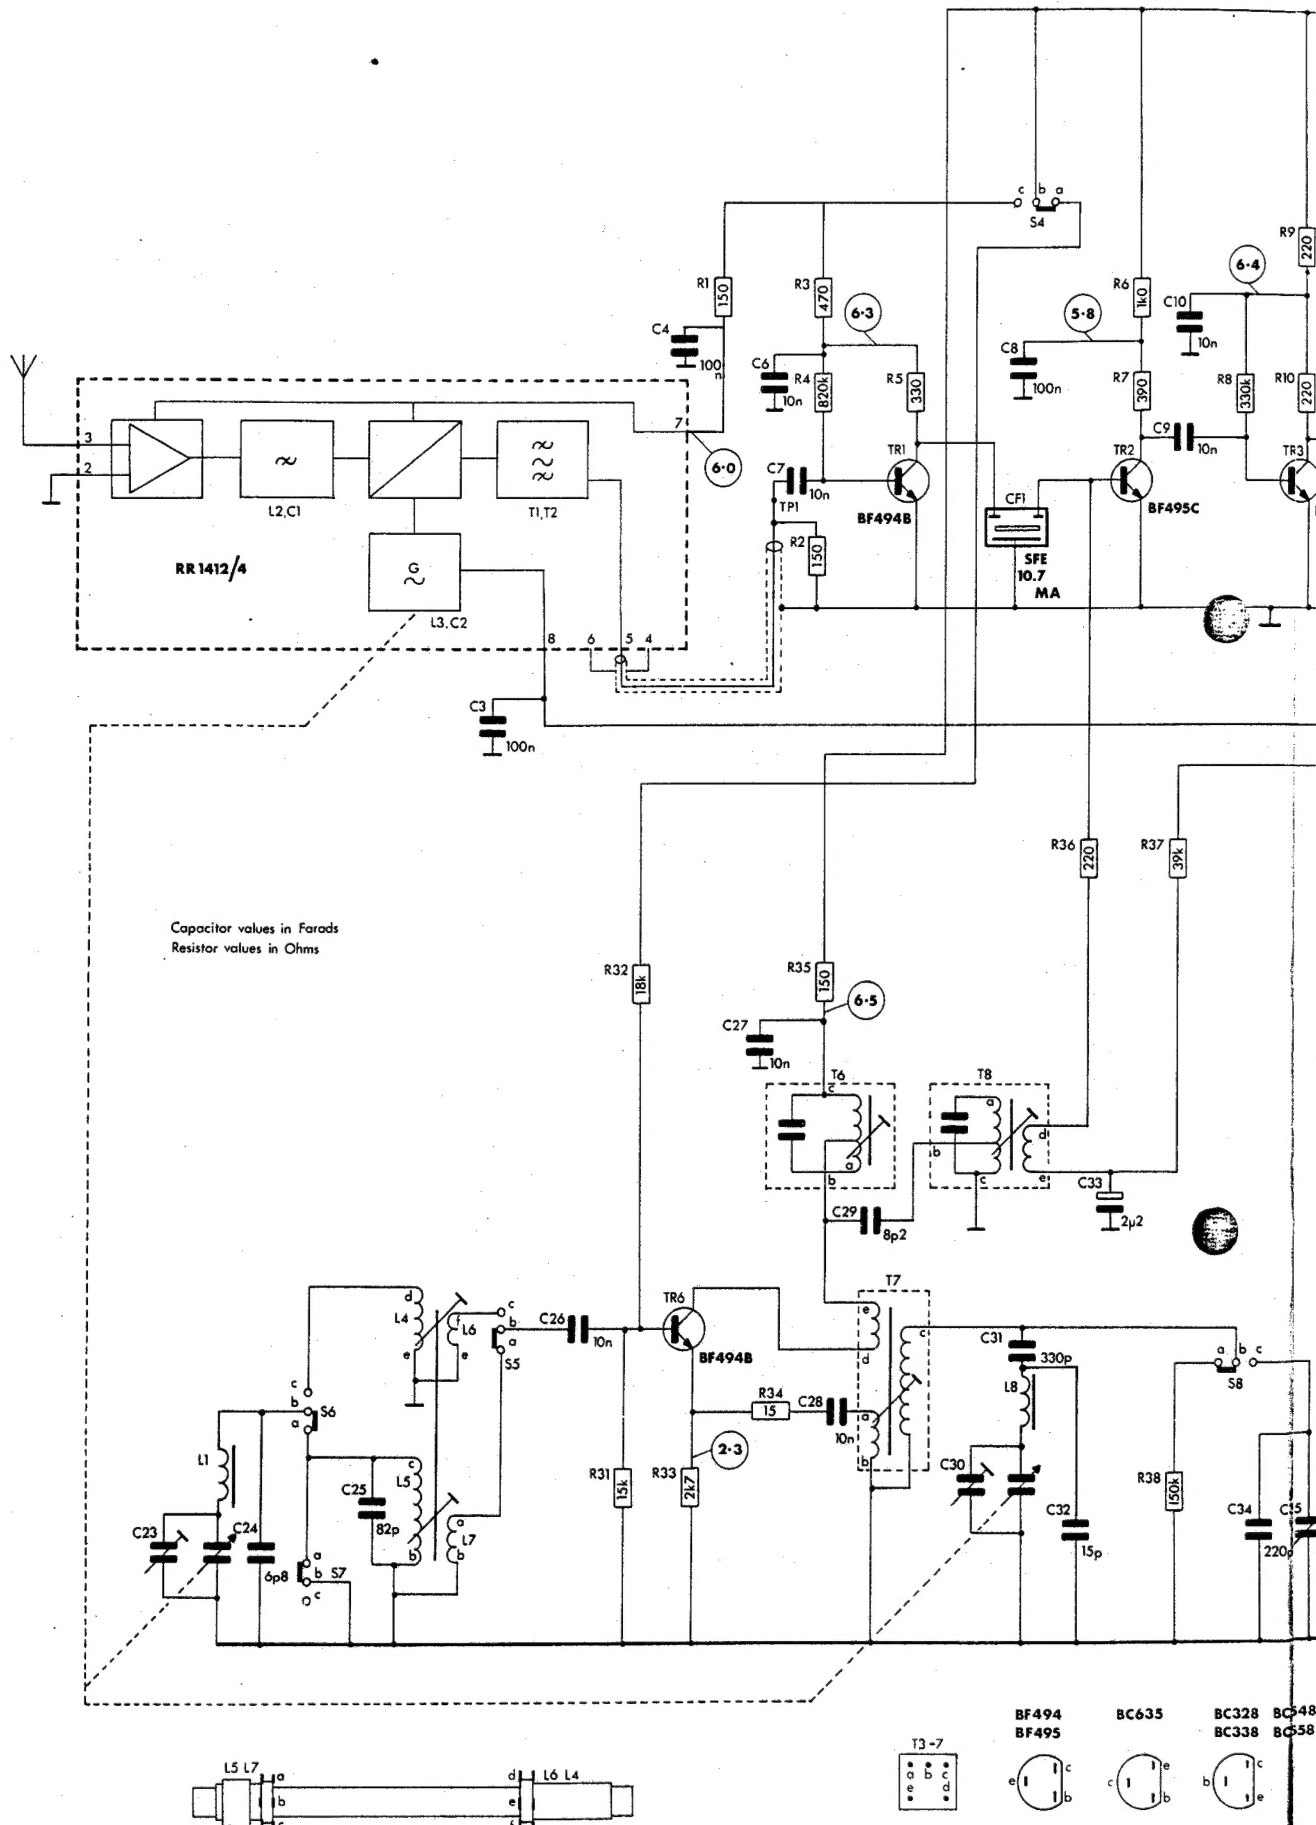 c b a
S4
R9
220
R1
150
R3
470
6·3
R6
1k0
5·8
6·4
C10
10n
C4
100
n
C6
10n
R4
820k
R5
330
C8
100n
R7
390
R8
330k
R10
220
3
2
7
6·0
C7
10n
TP1
TR1
BF494B
C9
10n
TR2
BF495C
TR3
L2,C1
T1,T2
CF1
SFE
10.7
MA
R2
150
RR1412/4
G
L3,C2
8
6 5 4
C3
100n
R36
220
R37
39k
Capacitor values in Farads
Resistor values in Ohms
R32
18k
R35
150
6·5
C27
10n
T6
c
a
b
T8
a
b
c
d
e
C33
2µ2
C29
8p2
T7
e
d
c
a
b
d
L4
e
f
L6
e
c
b
a
S5
C26
10n
TR6
BF494B
C31
330p
L8
a b c
S8
c
b
a
S6
R34
15
C28
10n
2·3
L1
C25
82p
c
L5
b
a
L7
b
R31
15k
R33
2k7
C30
R38
150k
C23
C24
6p8
a
b
c
S7
C32
15p
C34
220p
BF494
BF495
BC635
BC328
BC338
T3-7
a b c
e d
e c b
c e b
b c e
L5 L7
a
b
c
d
e
L6 L4